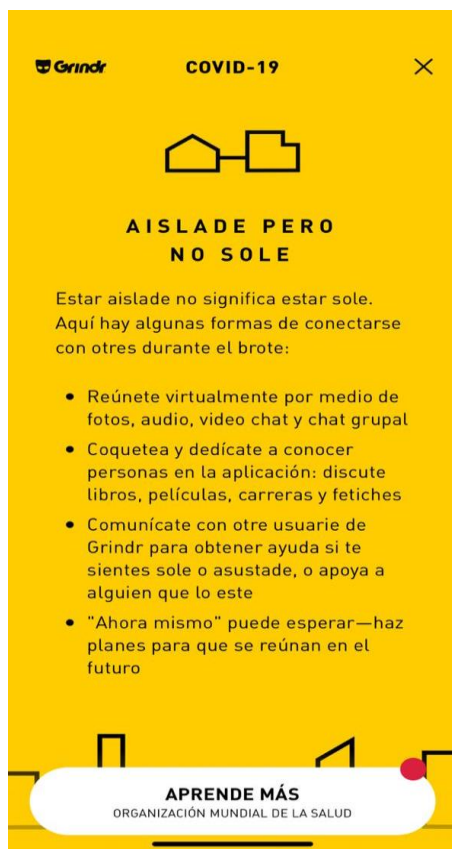 Grindr
COVID-19
AISLADE PERO
NO SOLE
Estar aislade no significa estar sole.
Aquí hay algunas formas de conectarse
con otres durante el brote:
• Reúnete virtualmente por medio de
fotos, audio, video chat y chat grupal
• Coquetea y dedícate a conocer
personas en la aplicación: discute
libros, películas, carreras y fetiches
• Comunícate con otre usuarie de
Grindr para obtener ayuda si te
sientes sole o asustade, o apoya a
alguien que lo este
• "Ahora mismo" puede esperar—haz
planes para que se reúnan en el
futuro
APRENDE MÁS
ORGANIZACIÓN MUNDIAL DE LA SALUD